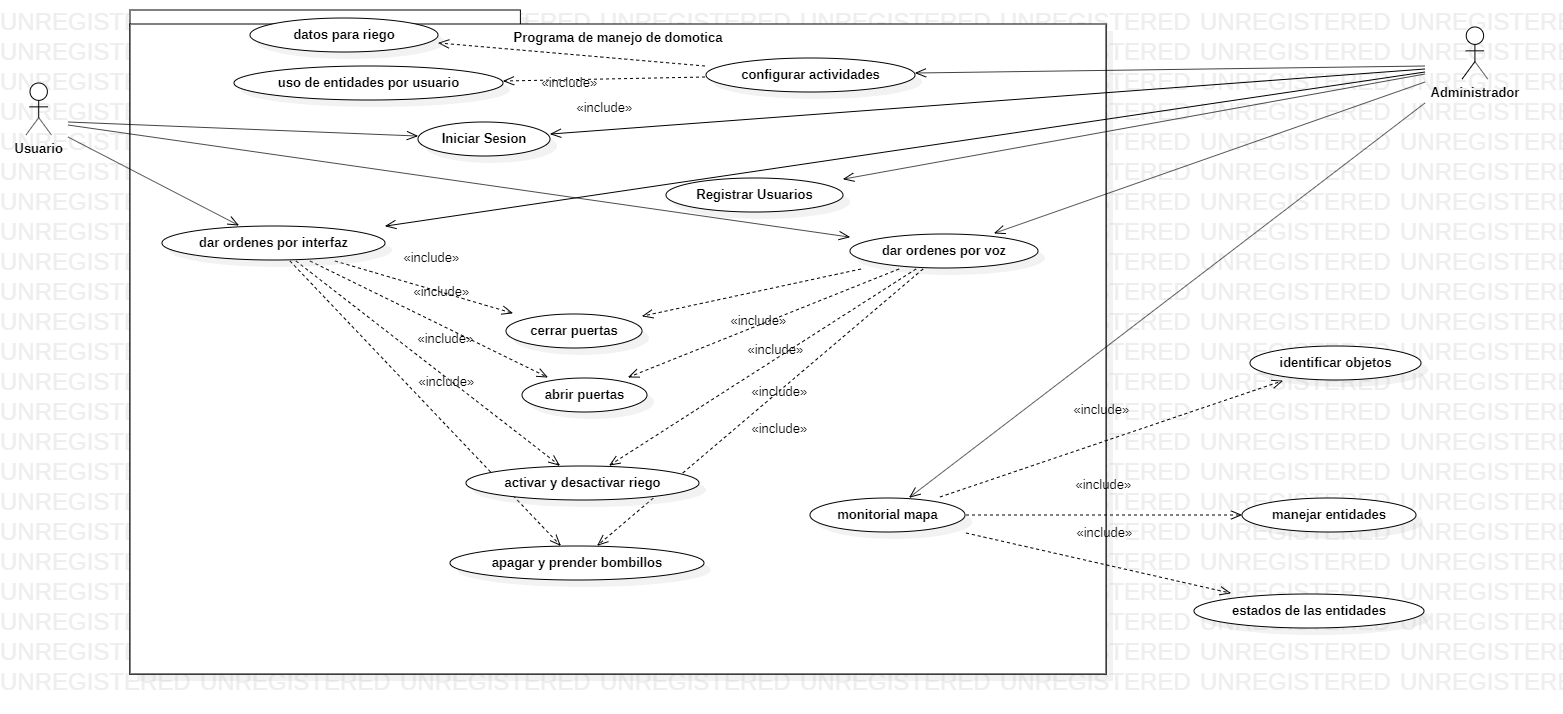 datos para riego
Programa de manejo de domotica
configurar actividades
uso de entidades por usuario
«include»
Administrador
«include»
Iniciar Sesion
Usuario
Registrar Usuarios
dar ordenes por interfaz
dar ordenes por voz
«include»
«include»
cerrar puertas
«include»
«include»
«include»
identificar objetos
«include»
abrir puertas
«include»
«include»
«include»
activar y desactivar riego
«include»
monitorial mapa
manejar entidades
«include»
apagar y prender bombillos
estados de las entidades
UNREGISTERED UNREGISTERED UNREGISTERED UNREGISTERED UNREGISTERED UNREGISTERED UNREGISTERED